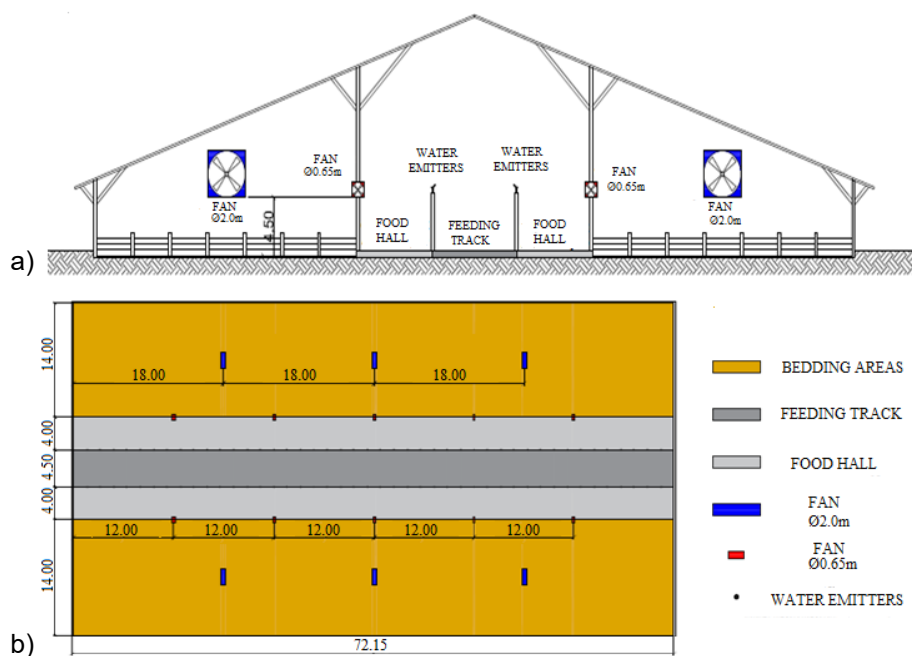 WATER
EMITTERS
WATER
EMITTERS
FAN
Ø0.65m
FAN
Ø0.65m
FAN
Ø2.0m
FAN
Ø2.0m
4.50
FOOD
HALL
FEEDING
TRACK
FOOD
HALL
a)
14.00
18.00
18.00
18.00
4.00
4.50
4.00
12.00
12.00
12.00
12.00
12.00
14.00
72.15
b)
BEDDING AREAS
FEEDING TRACK
FOOD HALL
FAN
Ø2.0m
FAN
Ø0.65m
WATER EMITTERS